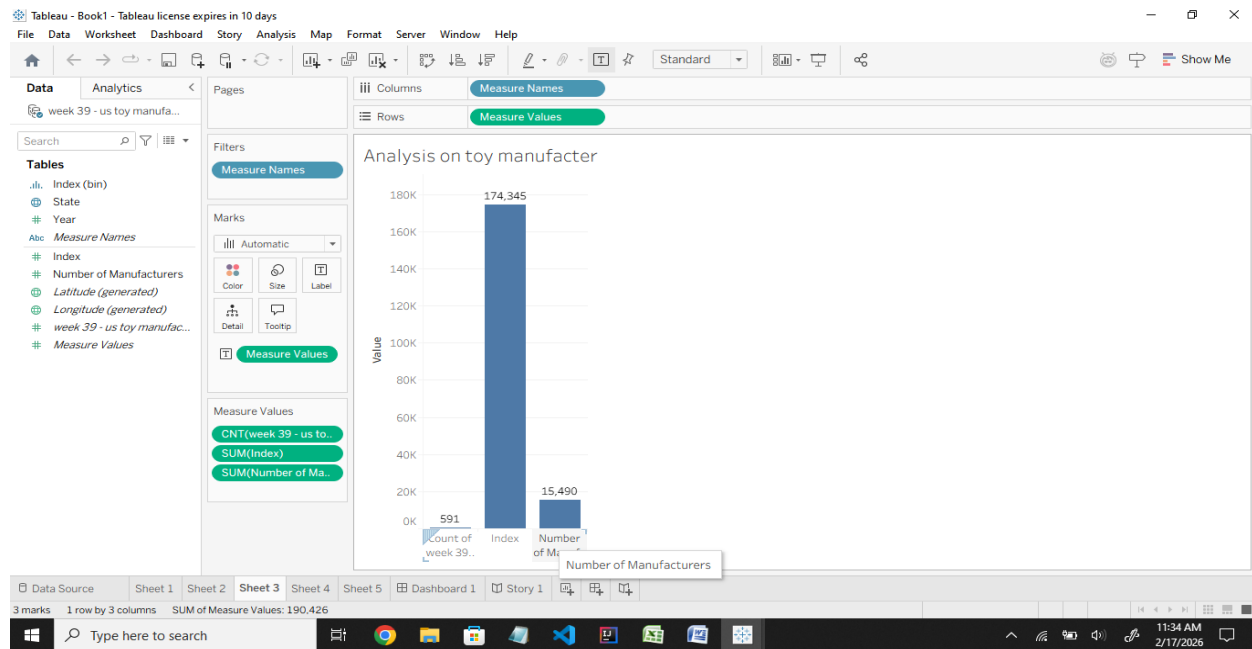 Tableau - Book1 - Tableau license expires in 10 days
File Data Worksheet Dashboard Story Analysis Map Format Server Window Help
Standard
Show Me
Data Analytics
week 39 - us toy manufa...
Search
Tables
Index (bin)
State
Year
Abc Measure Names
Index
Number of Manufacturers
Latitude (generated)
Longitude (generated)
week 39 - us toy manufac...
Measure Values
Pages
Filters
Measure Names
Marks
Automatic
Color Size Label
Detail Tooltip
Measure Values
Measure Values
CNT(week 39 - us to..
SUM(Index)
SUM(Number of Ma..
Columns Measure Names
Rows Measure Values
Analysis on toy manufacter
180K
160K
140K
120K
100K
80K
60K
40K
20K
0K
Value
174,345
15,490
591
Count of week 39..
Index
Number
Number of Manufacturers
Data Source Sheet 1 Sheet 2 Sheet 3 Sheet 4 Sheet 5 Dashboard 1 Story 1
3 marks 1 row by 3 columns SUM of Measure Values: 190,426
Type here to search
11:34 AM
2/17/2026